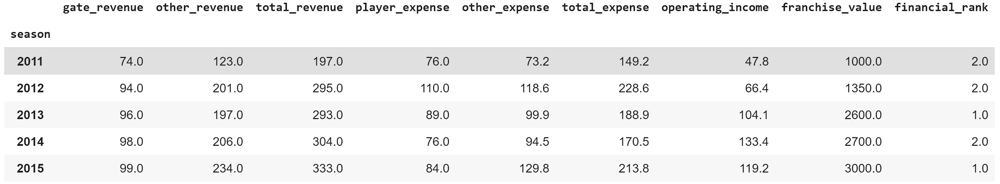 gate_revenue other_revenue total_revenue player_expense other_expense total_expense operating_income franchise_value financial_rank
season
2011 74.0 123.0 197.0 76.0 73.2 149.2 47.8 1000.0 2.0
2012 94.0 201.0 295.0 110.0 118.6 228.6 66.4 1350.0 2.0
2013 96.0 197.0 293.0 89.0 99.9 188.9 104.1 2600.0 1.0
2014 98.0 206.0 304.0 76.0 94.5 170.5 133.4 2700.0 2.0
2015 99.0 234.0 333.0 84.0 129.8 213.8 119.2 3000.0 1.0